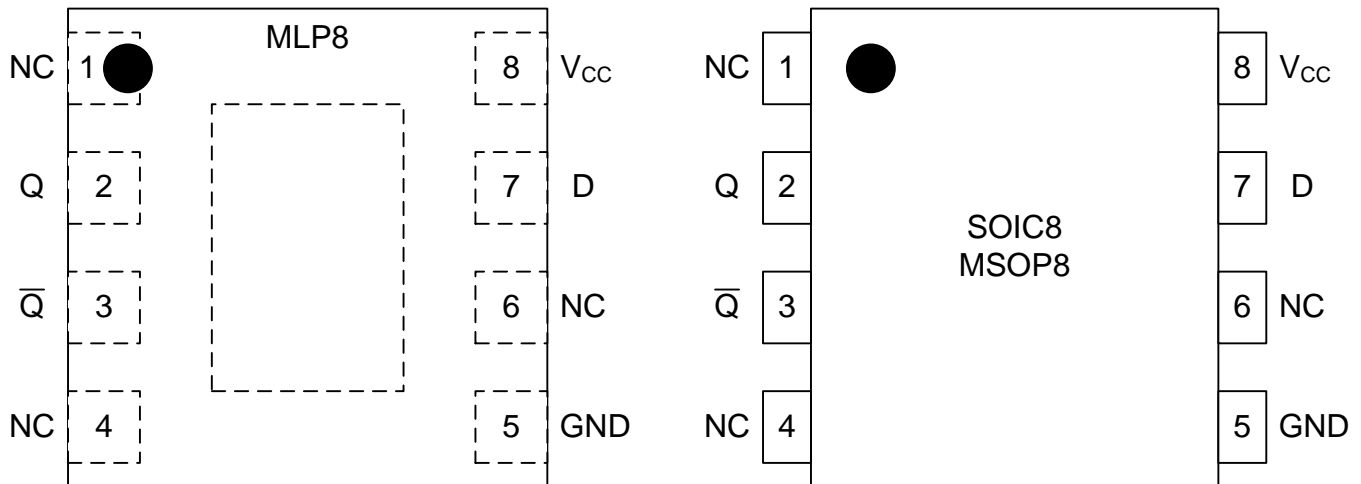 MLP8
NC 1 8 VCC
Q 2 7 D
Q̅ 3 6 NC
NC 4 5 GND
SOIC8
MSOP8
NC 1 8 VCC
Q 2 7 D
Q̅ 3 6 NC
NC 4 5 GND